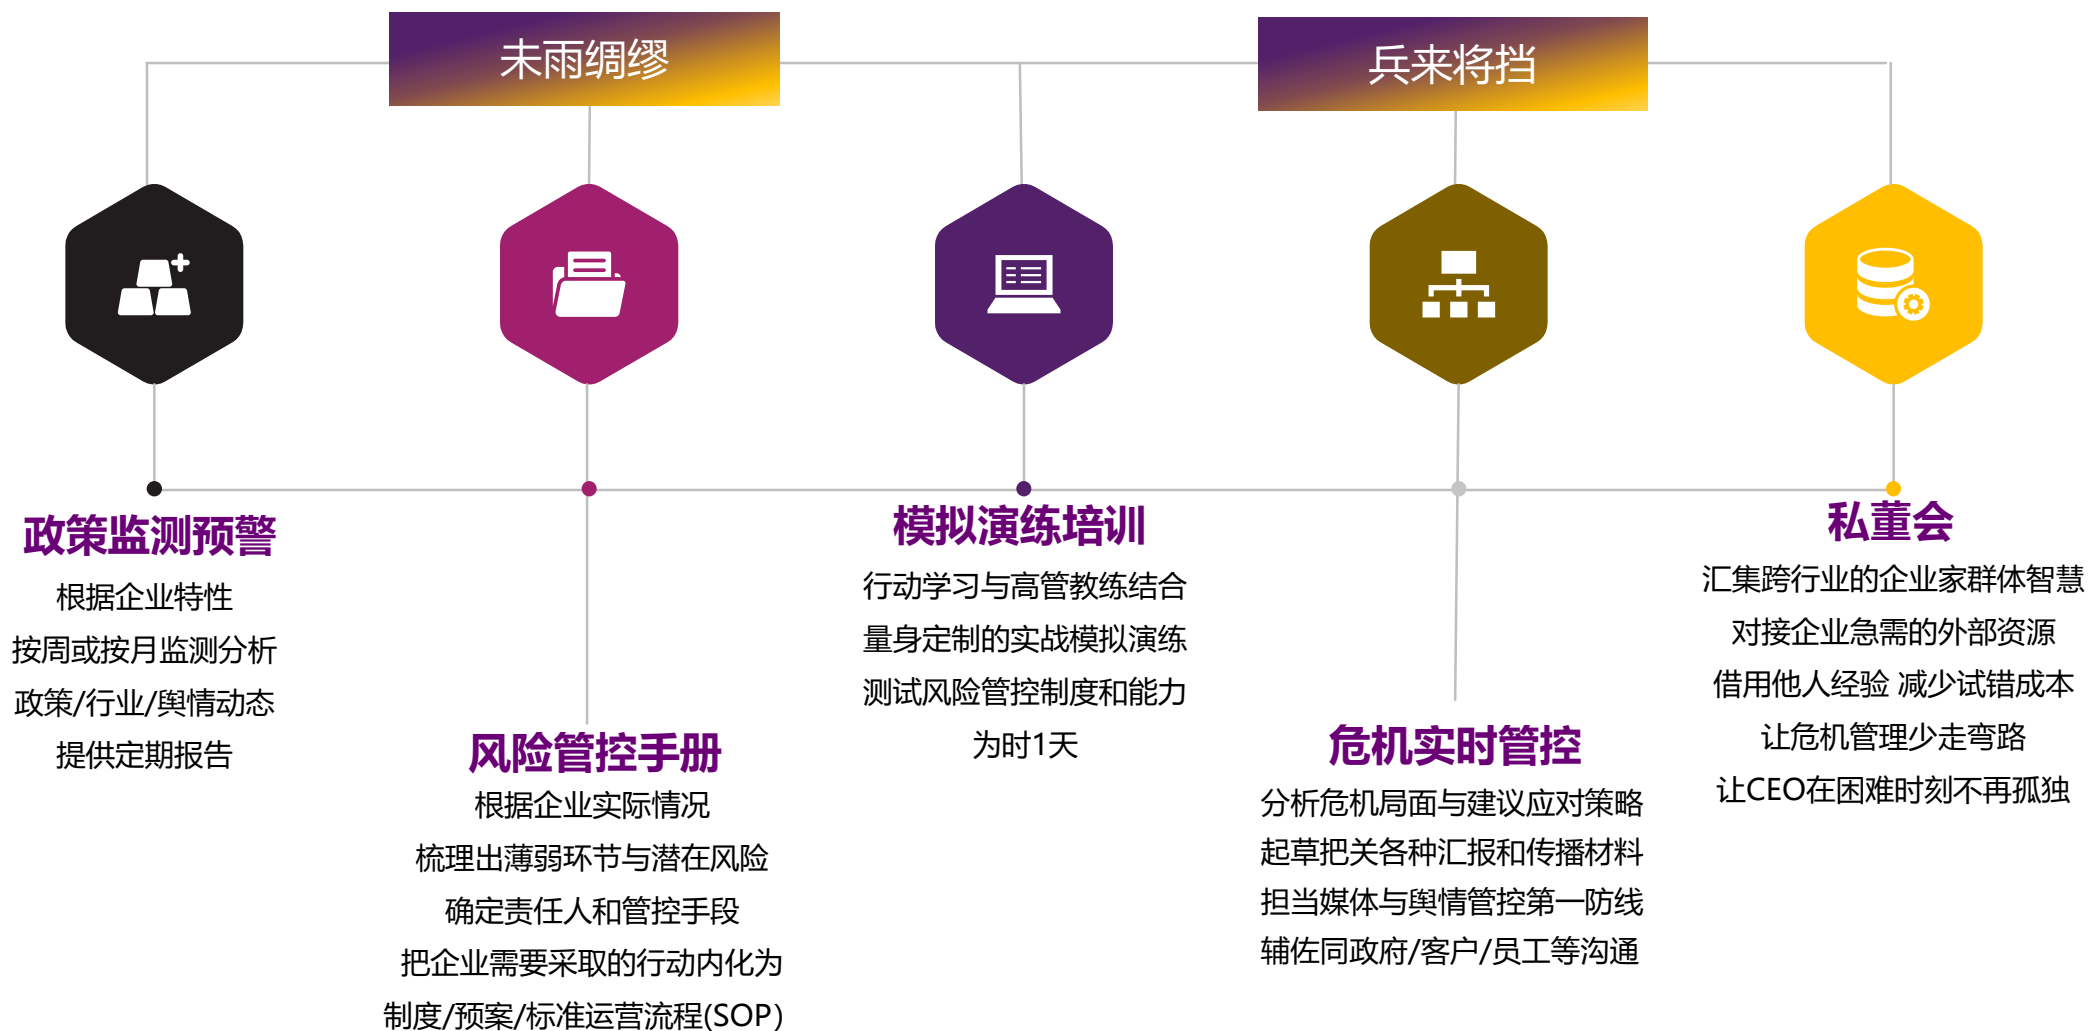 未雨绸缪
兵来将挡
政策监测预警
根据企业特性
按周或按月监测分析
政策/行业/舆情动态
提供定期报告
风险管控手册
根据企业实际情况
梳理出薄弱环节与潜在风险
确定责任人和管控手段
把企业需要采取的行动内化为
制度/预案/标准运营流程(SOP)
模拟演练培训
行动学习与高管教练结合
量身定制的实战模拟演练
测试风险管控制度和能力
为时1天
危机实时管控
分析危机局面与建议应对策略
起草把关各种汇报和传播材料
担当媒体与舆情管控第一防线
辅佐同政府/客户/员工等沟通
私董会
汇集跨行业的企业家群体智慧
对接企业急需的外部资源
借用他人经验 减少试错成本
让危机管理少走弯路
让CEO在困难时刻不再孤独